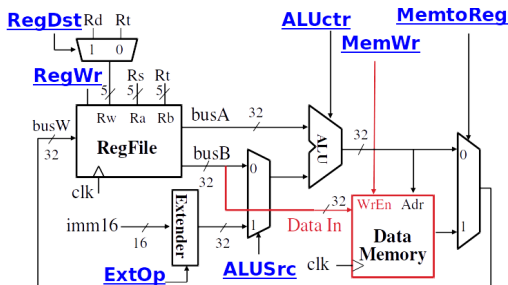 RegDst Rd Rt ALUctr MemtoReg
1 0 MemWr
RegWr Rs Rt
5 5 5
busW Rw Ra Rb busA 32 32
32 RegFile ALU 0
busB 0
clk 32
imm16 16 Extender 32 1 Data In 32 WrEn Adr 1
Data
Memory
ExtOp ALUSrc clk